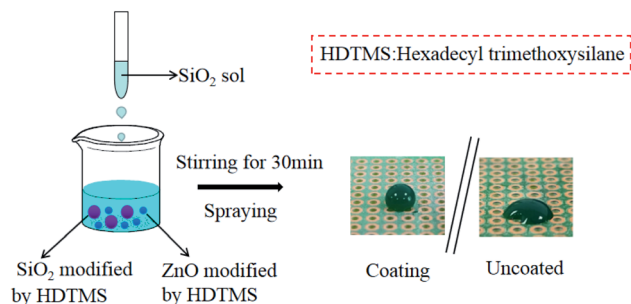 SiO₂ sol
HDTMS:Hexadecyl trimethoxysilane
Stirring for 30min
Spraying
SiO₂ modified
by HDTMS
ZnO modified
by HDTMS
Coating
Uncoated